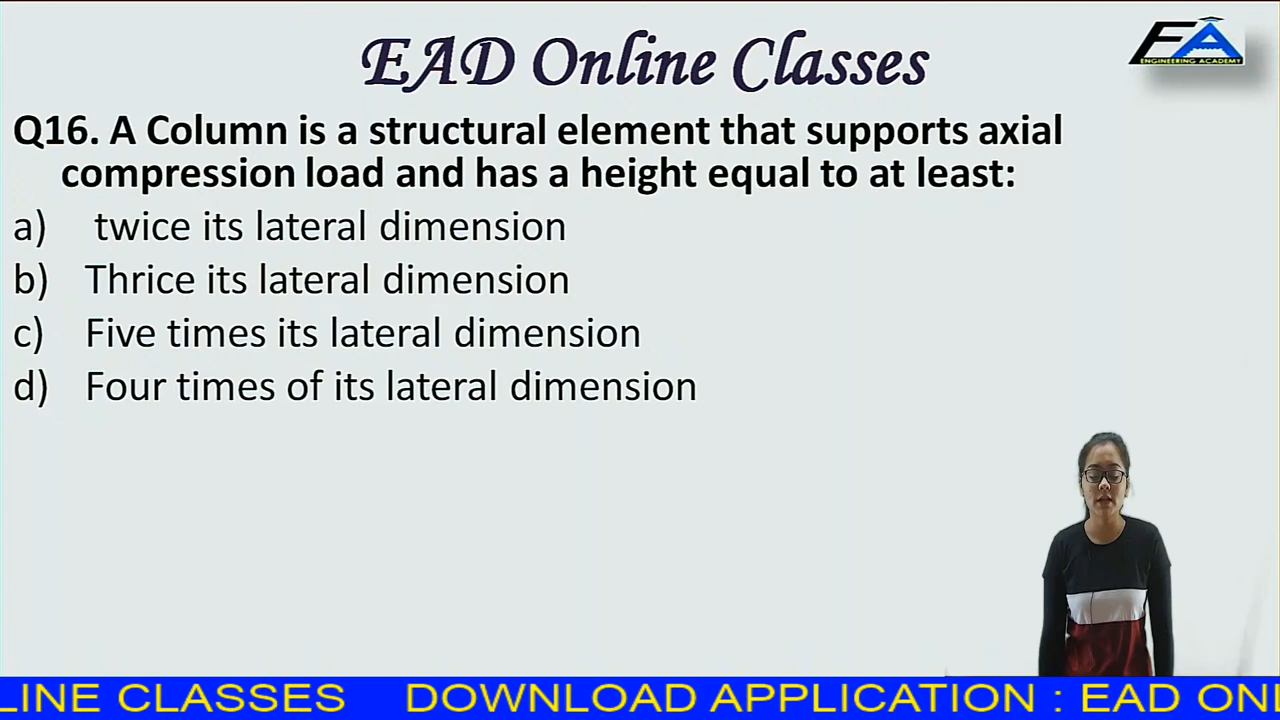 EAD Online Classes
ENGINEERING ACADEMY
Q16. A Column is a structural element that supports axial
compression load and has a height equal to at least:
a) twice its lateral dimension
b) Thrice its lateral dimension
c) Five times its lateral dimension
d) Four times of its lateral dimension
LINE CLASSES DOWNLOAD APPLICATION : EAD ONL